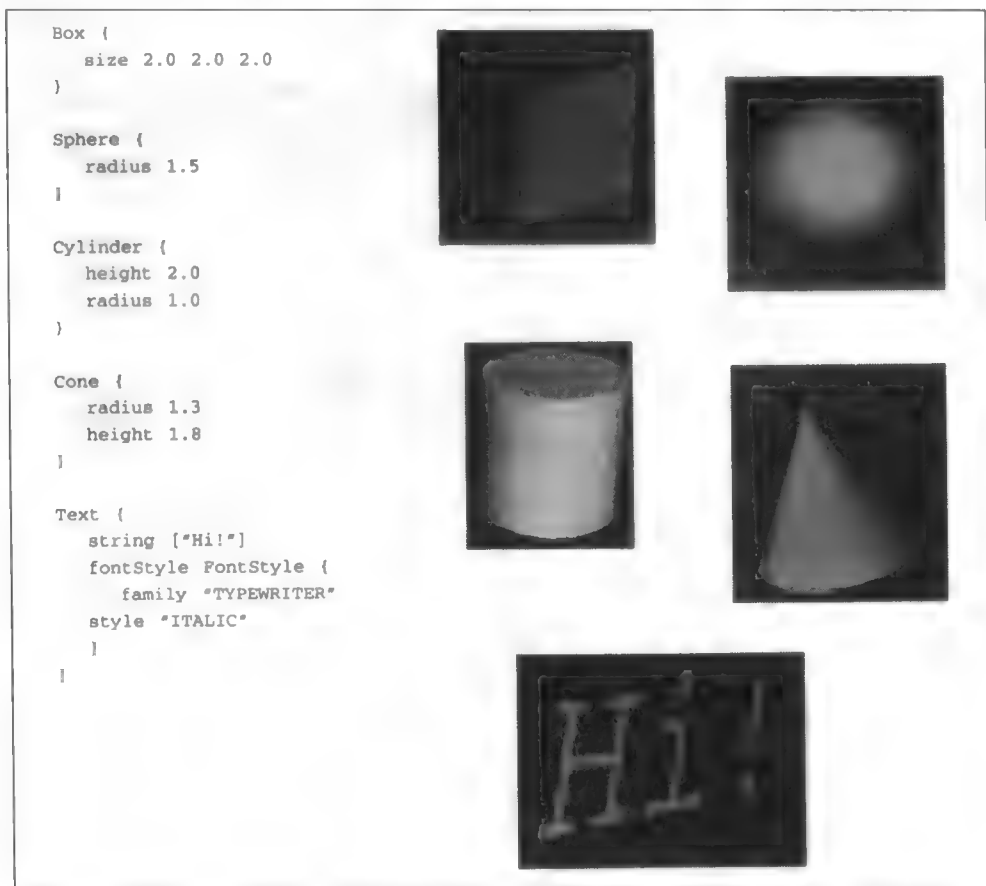 Box {
size 2.0 2.0 2.0
}
Sphere {
radius 1.5
]
Cylinder {
height 2.0
radius 1.0
}
Cone {
radius 1.3
height 1.8
]
Text {
string ["Hi!"]
fontStyle FontStyle {
family "TYPEWRITER"
style "ITALIC"
]
]
Hi!